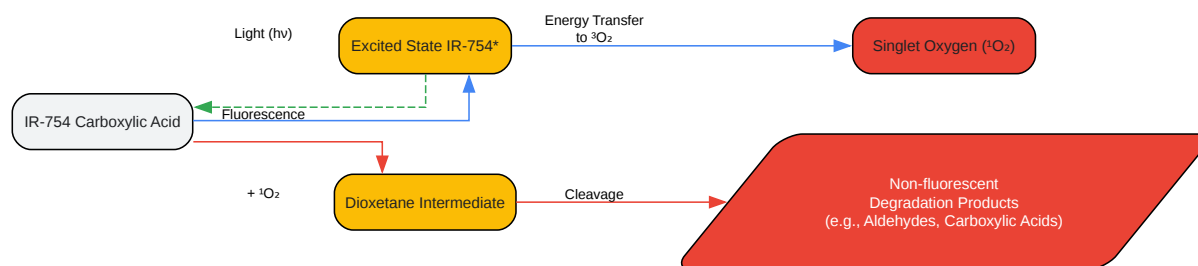 Light (hν)
Excited State IR-754*
Energy Transfer
to ³O₂
Singlet Oxygen (¹O₂)
IR-754 Carboxylic Acid
Fluorescence
+ ¹O₂
Dioxetane Intermediate
Cleavage
Non-fluorescent
Degradation Products
(e.g., Aldehydes, Carboxylic Acids)